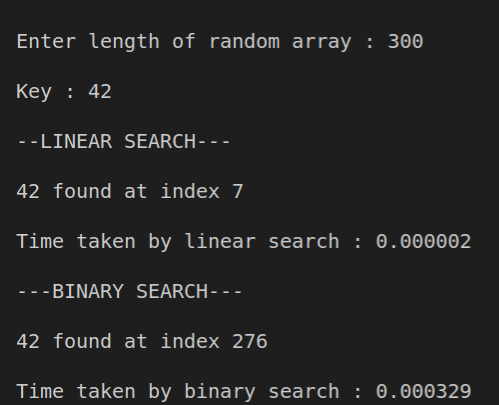 Enter length of random array : 300
Key : 42
--LINEAR SEARCH---
42 found at index 7
Time taken by linear search : 0.000002
---BINARY SEARCH---
42 found at index 276
Time taken by binary search : 0.000329